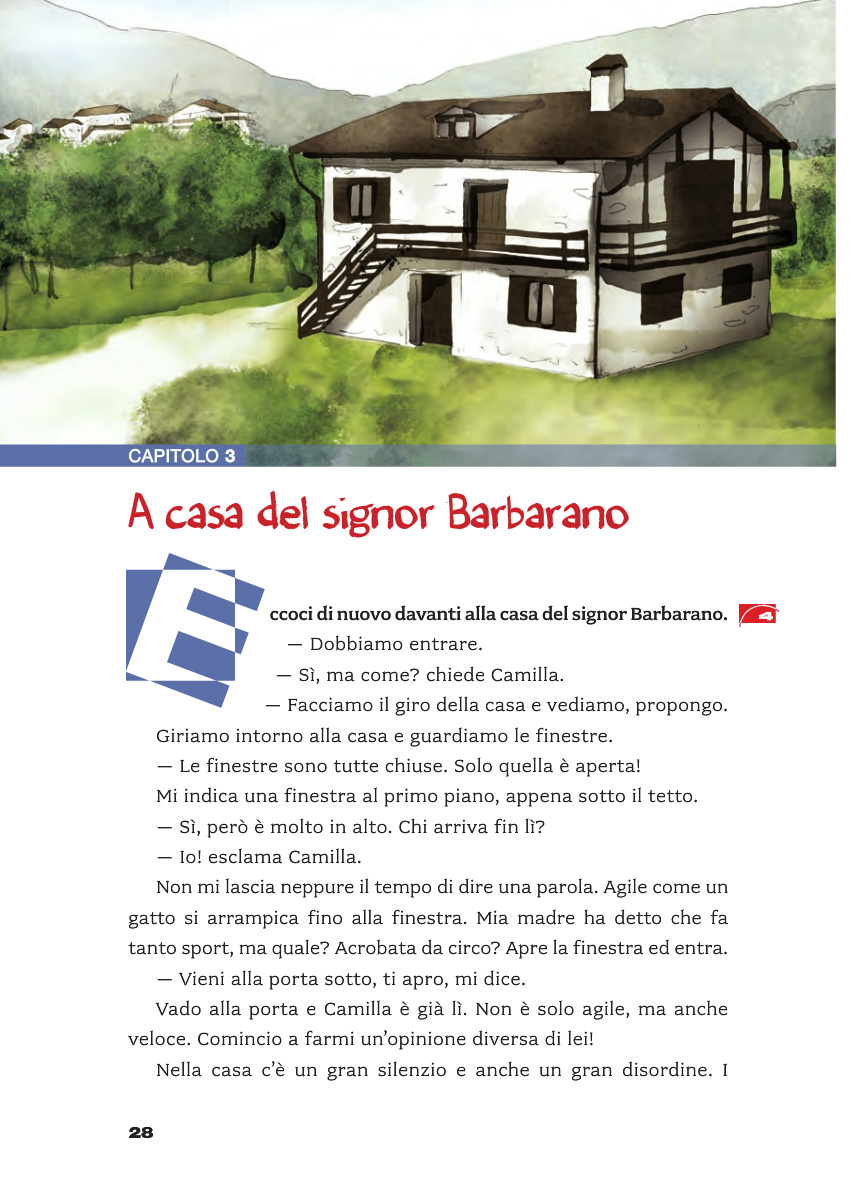 CAPITOLO 3
A casa del signor Barbarano
Eccoci di nuovo davanti alla casa del signor Barbarano.
4
— Dobbiamo entrare.
— Sì, ma come? chiede Camilla.
— Facciamo il giro della casa e vediamo, propongo.
Giriamo intorno alla casa e guardiamo le finestre.
— Le finestre sono tutte chiuse. Solo quella è aperta!
Mi indica una finestra al primo piano, appena sotto il tetto.
— Sì, però è molto in alto. Chi arriva fin lì?
— Io! esclama Camilla.
Non mi lascia neppure il tempo di dire una parola. Agile come un
gatto si arrampica fino alla finestra. Mia madre ha detto che fa
tanto sport, ma quale? Acrobata da circo? Apre la finestra ed entra.
— Vieni alla porta sotto, ti apro, mi dice.
Vado alla porta e Camilla è già lì. Non è solo agile, ma anche
veloce. Comincio a farmi un’opinione diversa di lei!
Nella casa c’è un gran silenzio e anche un gran disordine. I
28